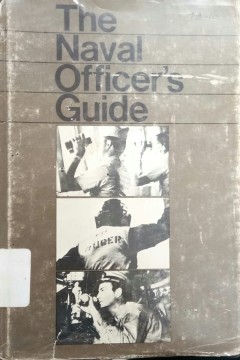 The
Naval
Officer's
Guide